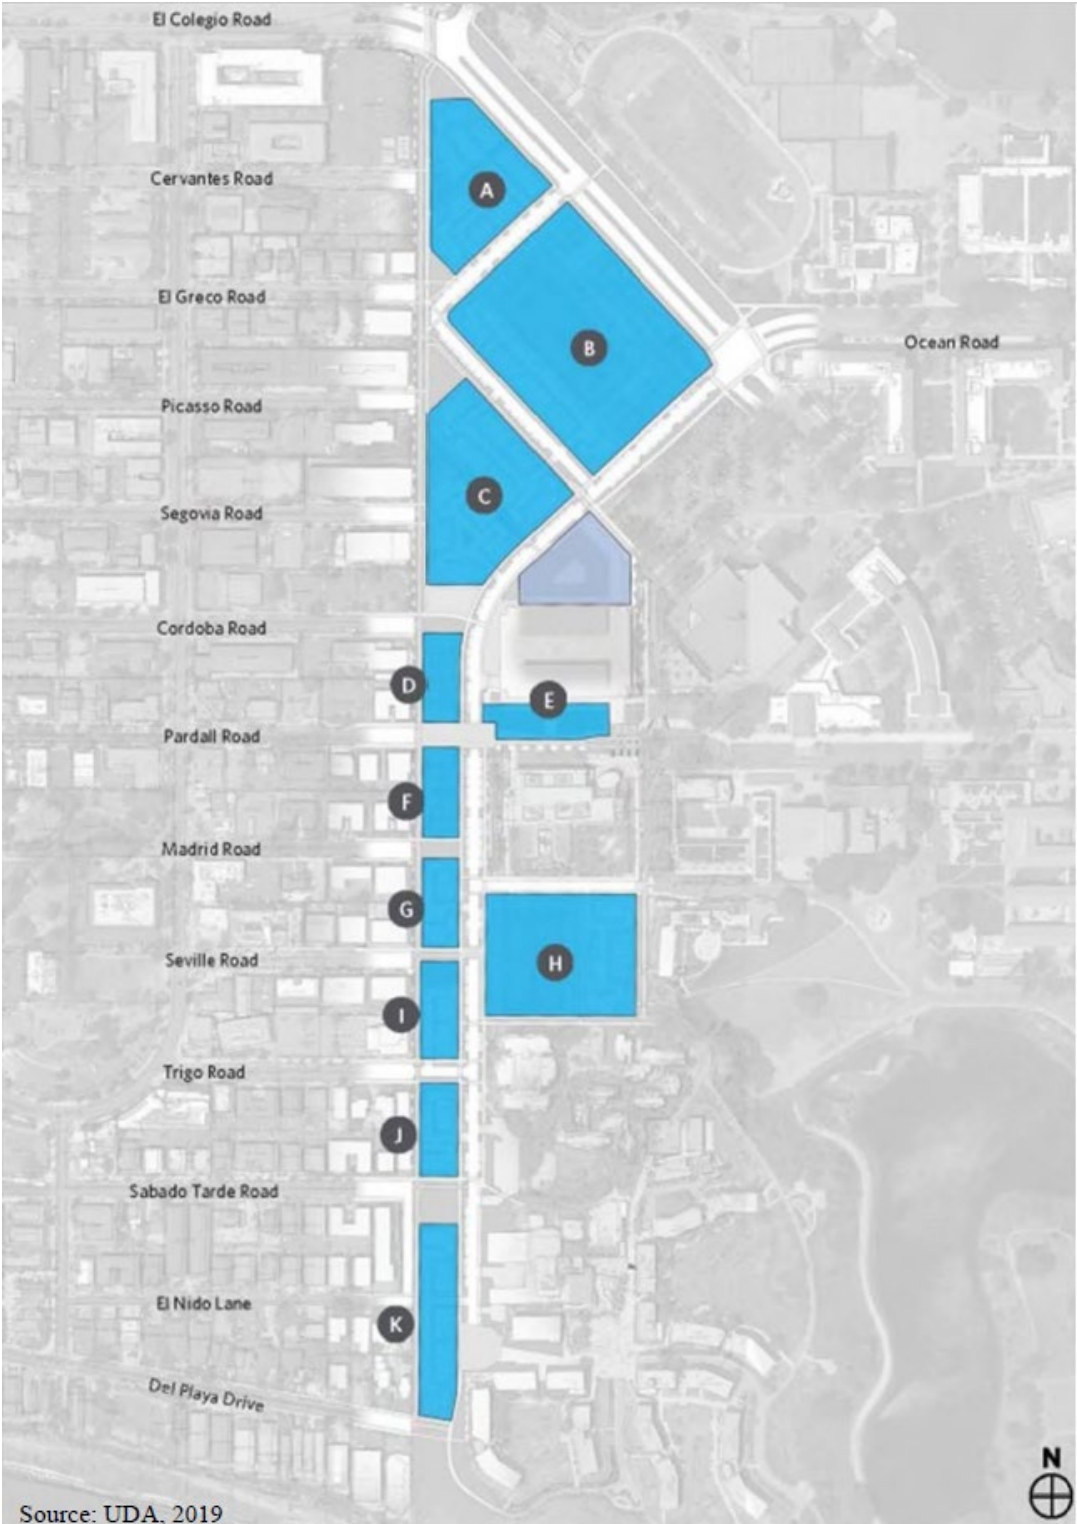 El Colegio Road
Cervantes Road
A
El Greco Road
B
Ocean Road
Picasso Road
C
Segovia Road
Cordoba Road
D
E
Pardall Road
F
Madrid Road
G
Seville Road
H
I
Trigo Road
J
Sabado Tarde Road
El Nido Lane
K
Del Playa Drive
N
Source: UDA, 2019